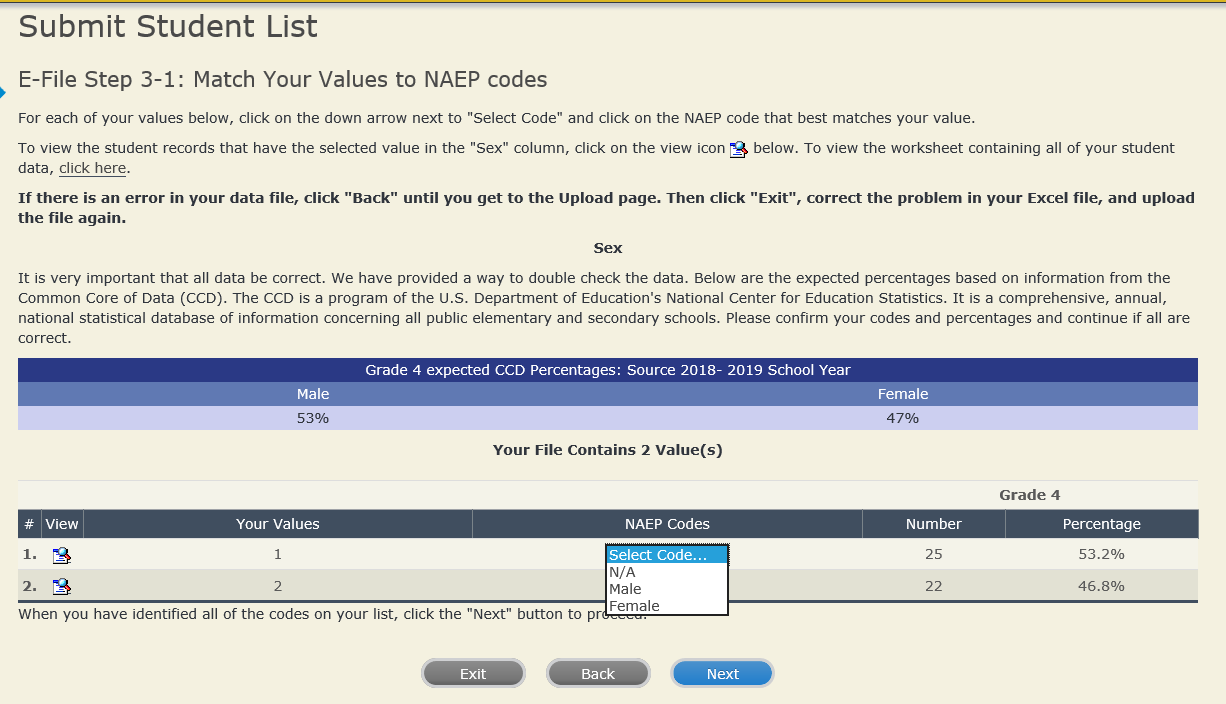 Submit Student List
E-File Step 3-1: Match Your Values to NAEP codes
For each of your values below, click on the down arrow next to "Select Code" and click on the NAEP code that best matches your value.
To view the student records that have the selected value in the "Sex" column, click on the view icon below. To view the worksheet containing all of your student
data, click here.
If there is an error in your data file, click "Back" until you get to the Upload page. Then click "Exit", correct the problem in your Excel file, and upload
the file again.
Sex
It is very important that all data be correct. We have provided a way to double check the data. Below are the expected percentages based on information from the
Common Core of Data (CCD). The CCD is a program of the U.S. Department of Education's National Center for Education Statistics. It is a comprehensive, annual,
national statistical database of information concerning all public elementary and secondary schools. Please confirm your codes and percentages and continue if all are
correct.
Grade 4 expected CCD Percentages: Source 2018- 2019 School Year
Male Female
53% 47%
Your File Contains 2 Value(s)
Grade 4
# View Your Values NAEP Codes Number Percentage
1. 1 Select Code... 25 53.2%
N/A
2. 2 Male 22 46.8%
Female
When you have identified all of the codes on your list, click the "Next" button to proceed.
Exit Back Next